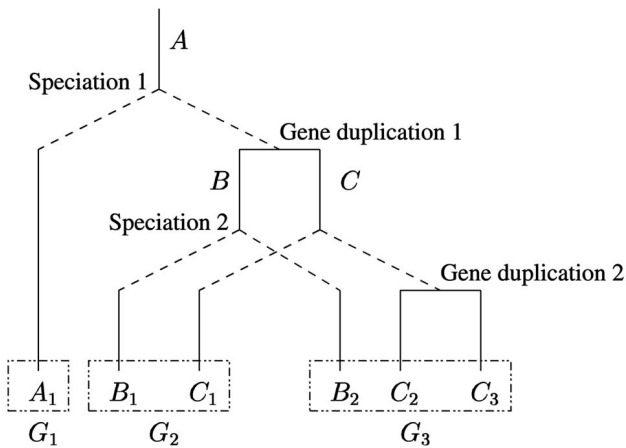 A
Speciation 1
Gene duplication 1
B C
Speciation 2
Gene duplication 2
A₁ B₁ C₁ B₂ C₂ C₃
G₁ G₂ G₃